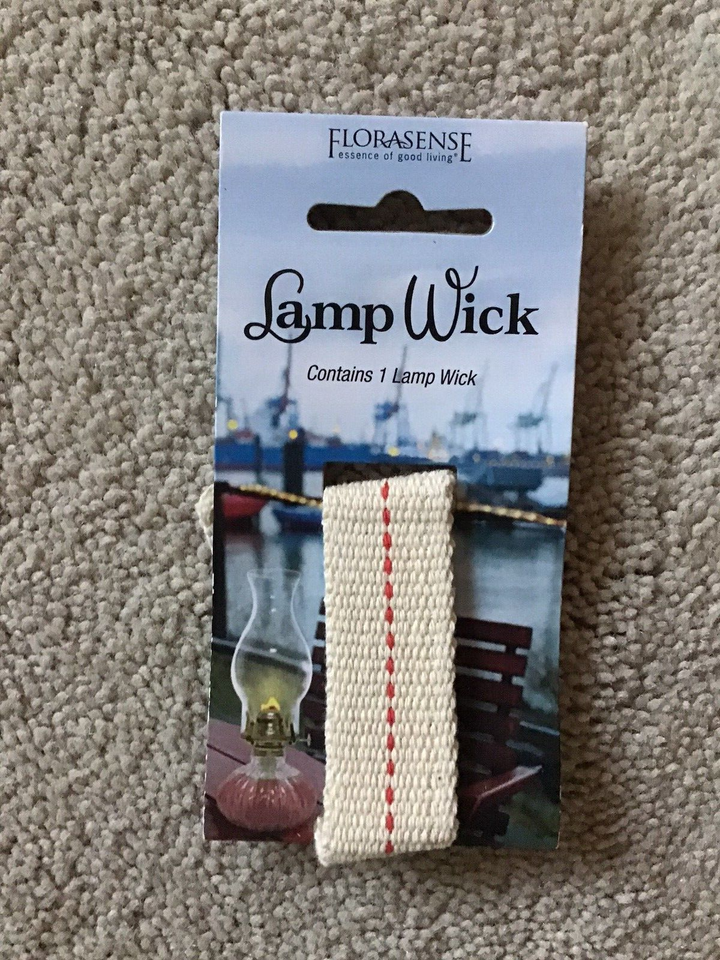 FLORASENSE
essence of good living®
Lamp Wick
Contains 1 Lamp Wick